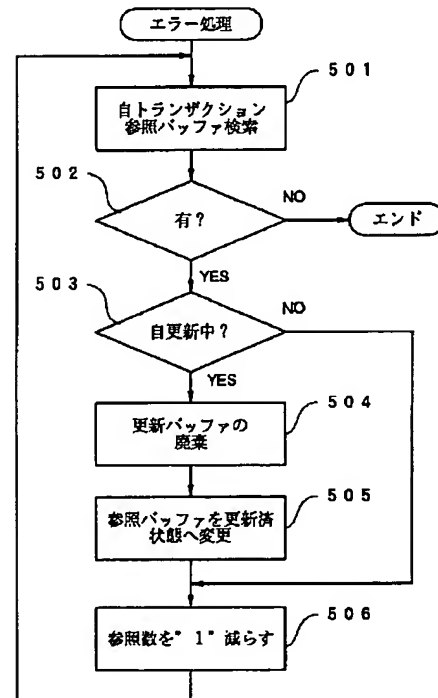 エラー処理
501
自トランザクション
参照バッファ検索
502
有？
NO
エンド
YES
503
自更新中？
NO
YES
504
更新バッファの
廃棄
505
参照バッファを更新済
状態へ変更
506
参照数を"1"減らす